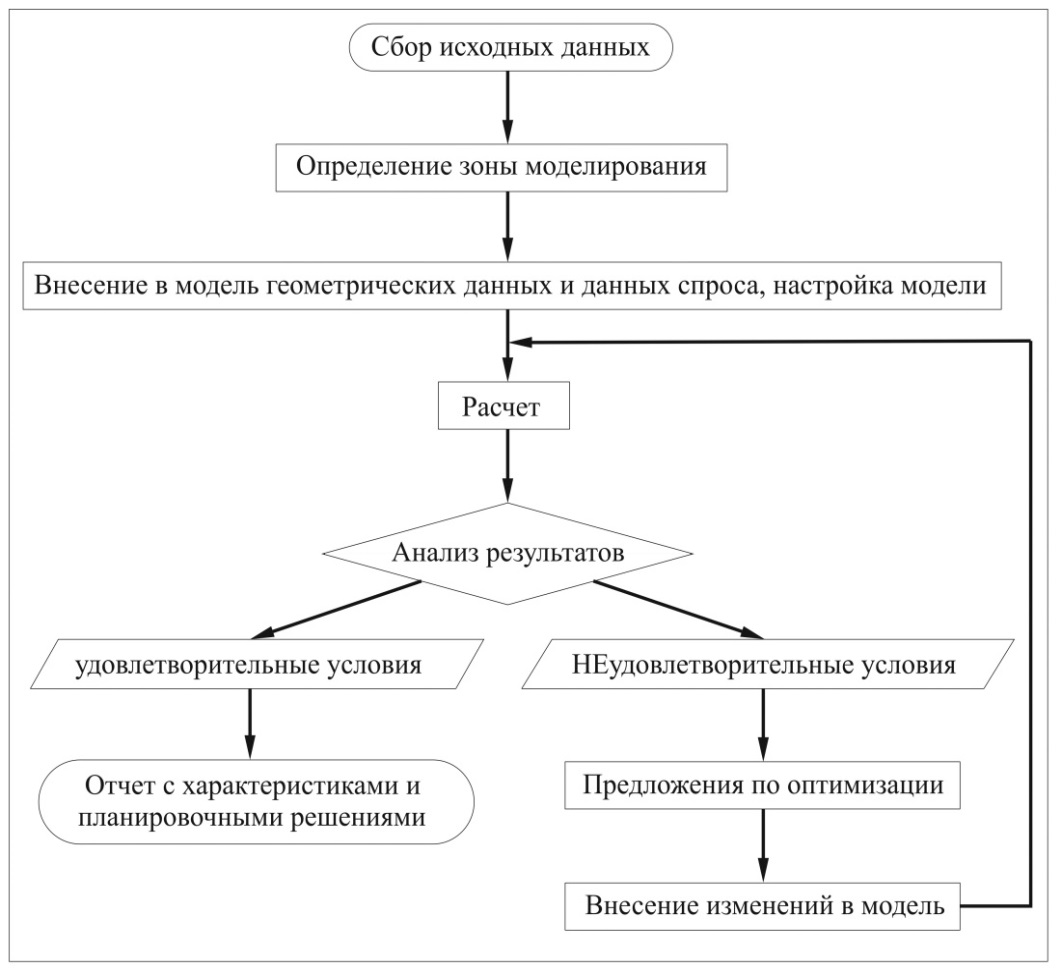 Сбор исходных данных
Определение зоны моделирования
Внесение в модель геометрических данных и данных спроса, настройка модели
Расчет
Анализ результатов
удовлетворительные условия
НЕудовлетворительные условия
Отчет с характеристиками и
планировочными решениями
Предложения по оптимизации
Внесение изменений в модель